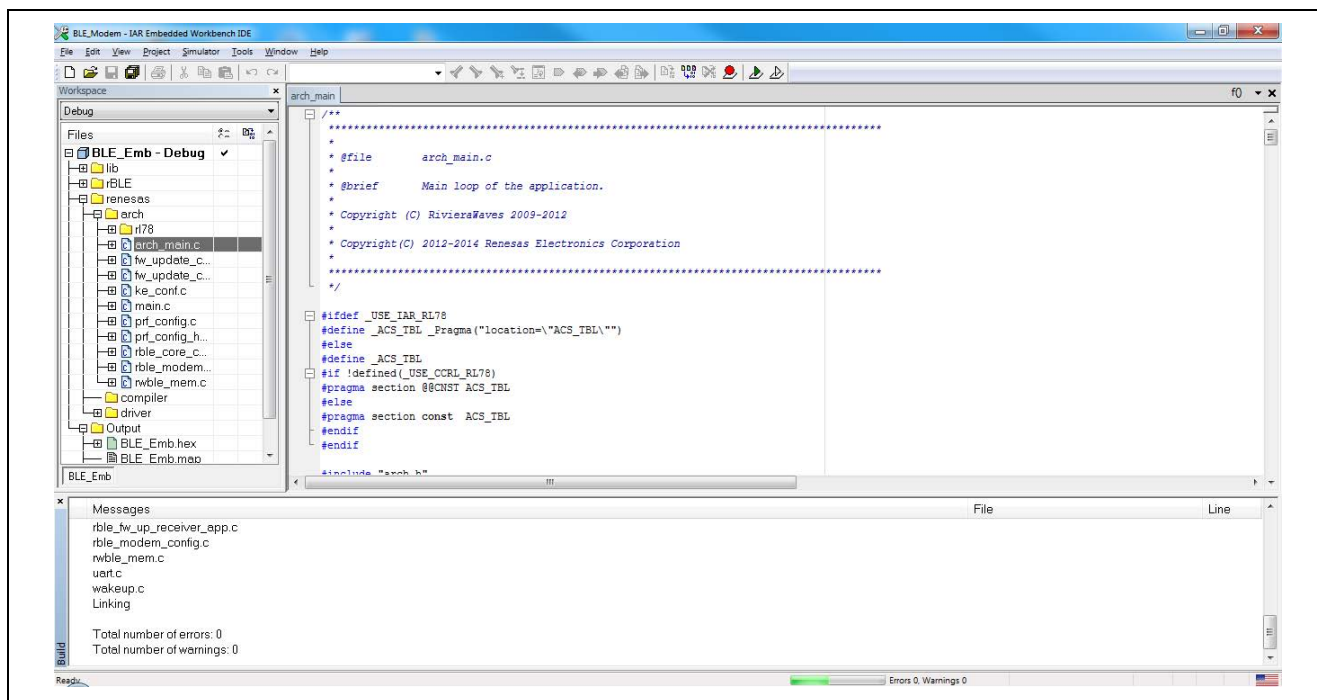 BLE_Modem - IAR Embedded Workbench IDE
File Edit View Project Simulator Tools Window Help
Workspace
Debug
Files
BLE_Emb - Debug
lib
rBLE
renesas
arch
rl78
arch_main.c
fw_update_c...
fw_update_c...
ke_conf.c
main.c
prf_config.c
prf_config_h...
rble_core_c...
rble_modem...
rwble_mem.c
compiler
driver
Output
BLE_Emb.hex
BLE_Emb.map
BLE_Emb
arch_main
f()
/**
****************************************************************************************
*
* @file arch_main.c
*
* @brief Main loop of the application.
*
* Copyright (C) RivieraWaves 2009-2012
*
* Copyright(C) 2012-2014 Renesas Electronics Corporation
*
****************************************************************************************
*/
#ifdef _USE_IAR_RL78
#define _ACS_TBL _Pragma("location=\"ACS_TBL\"")
#else
#define _ACS_TBL
#if !defined(_USE_CCRL_RL78)
#pragma section @@CNST ACS_TBL
#else
#pragma section const ACS_TBL
#endif
#endif
#include "arch.h"
Messages File Line
rble_fw_up_receiver_app.c
rble_modem_config.c
rwble_mem.c
uart.c
wakeup.c
Linking
Total number of errors: 0
Total number of warnings: 0
Build
Ready
Errors 0, Warnings 0